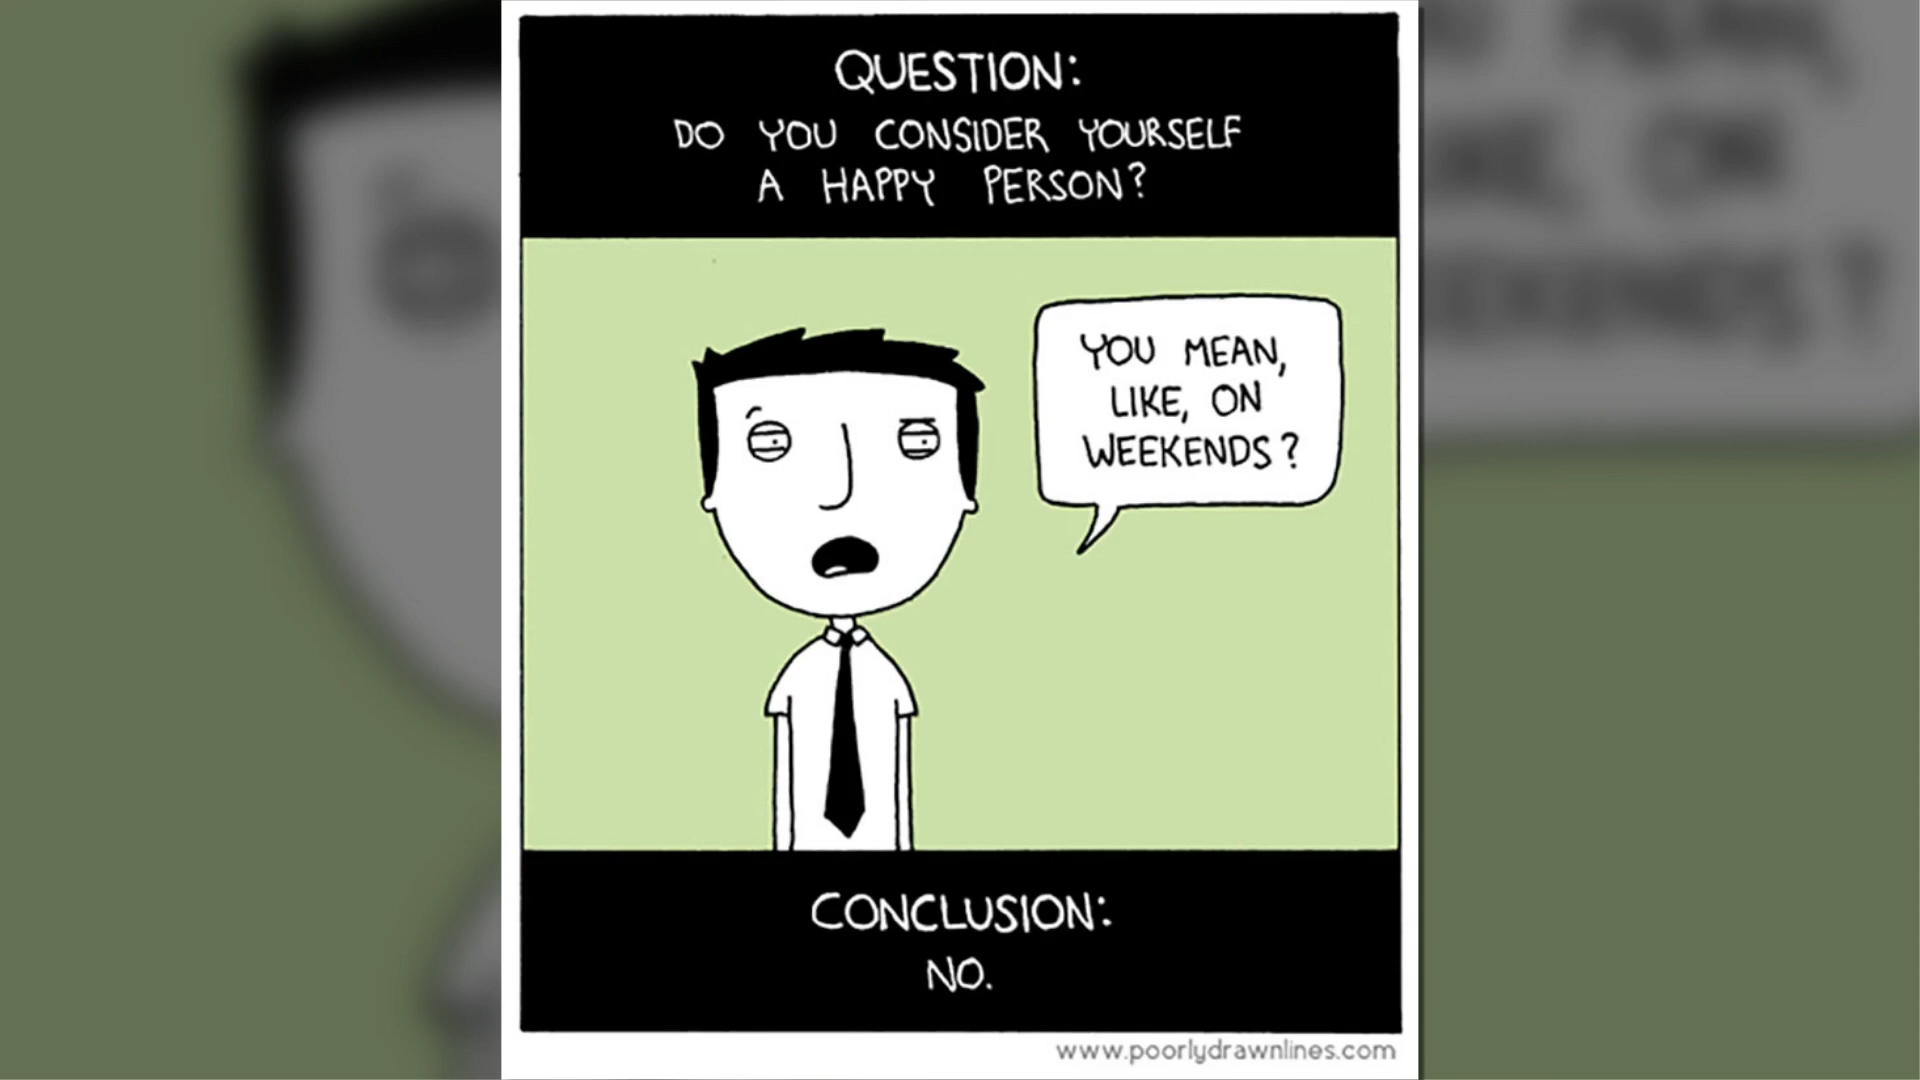 QUESTION:
DO YOU CONSIDER YOURSELF
A HAPPY PERSON?
YOU MEAN,
LIKE, ON
WEEKENDS?
CONCLUSION:
NO.
www.poorlydrawnlines.com